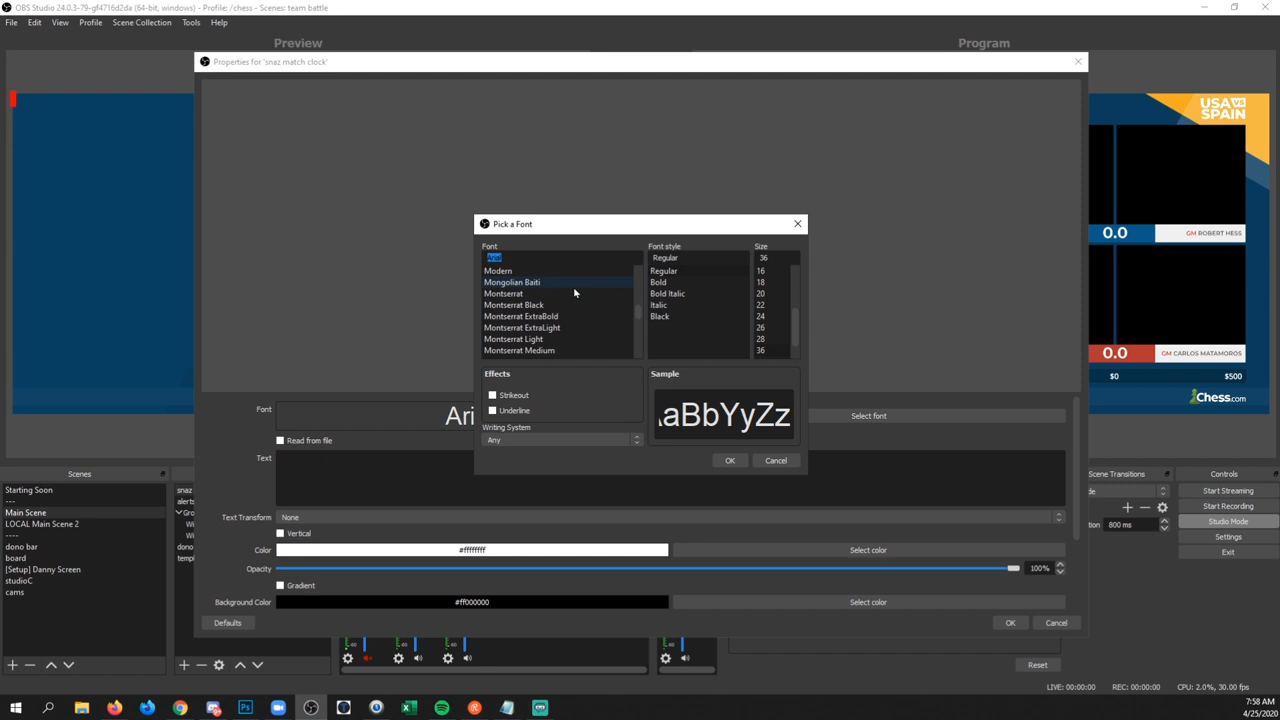 OBS Studio 24.0.3-79-gf4716d2da (64-bit, windows) - Profile: /chess - Scenes: team battle
File Edit View Profile Scene Collection Tools Help
Preview
Program
Properties for 'snaz match clock'
USA VS
SPAIN
0.0
GM ROBERT HESS
0.0
GM CARLOS MATAMOROS
$0
$500
Chess.com
Pick a Font
Font
Font style
Size
Arial
Regular
36
Modern
Mongolian Baiti
Montserrat
Montserrat Black
Montserrat ExtraBold
Montserrat ExtraLight
Montserrat Light
Montserrat Medium
Regular
Bold
Bold Italic
Italic
Black
16
18
20
22
24
26
28
36
Effects
Strikeout
Underline
Sample
aBbYyZz
Writing System
Any
OK
Cancel
Font
Ari
Select font
Read from file
Text
Text Transform
None
Vertical
Color
#ffffffff
Select color
Opacity
100%
Gradient
Background Color
#ff000000
Select color
Defaults
OK
Cancel
Scenes
Starting Soon
---
Main Scene
LOCAL Main Scene 2
----
dono bar
board
[Setup] Danny Screen
studioC
cams
snaz
alerts
Gro
Wi
Wi
dono
temp
Scene Transitions
de
800 ms
Controls
Start Streaming
Start Recording
Studio Mode
Settings
Exit
Reset
LIVE: 00:00:00
REC: 00:00:00
CPU: 2.0%, 30.00 fps
7:58 AM
4/25/2020